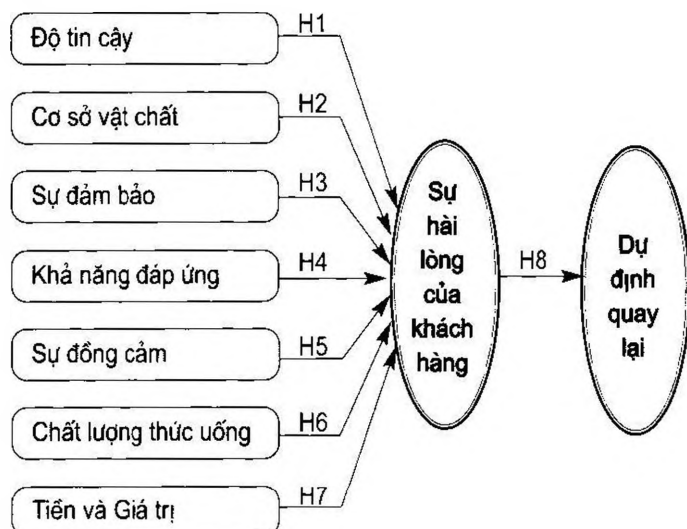 Độ tin cậy
H1
Cơ sở vật chất
H2
Sự đảm bảo
H3
Khả năng đáp ứng
H4
Sự đồng cảm
H5
Chất lượng thức uống
H6
Tiền và Giá trị
H7
Sự
hài
lòng
của
khách
hàng
H8
Dự
định
quay
lại